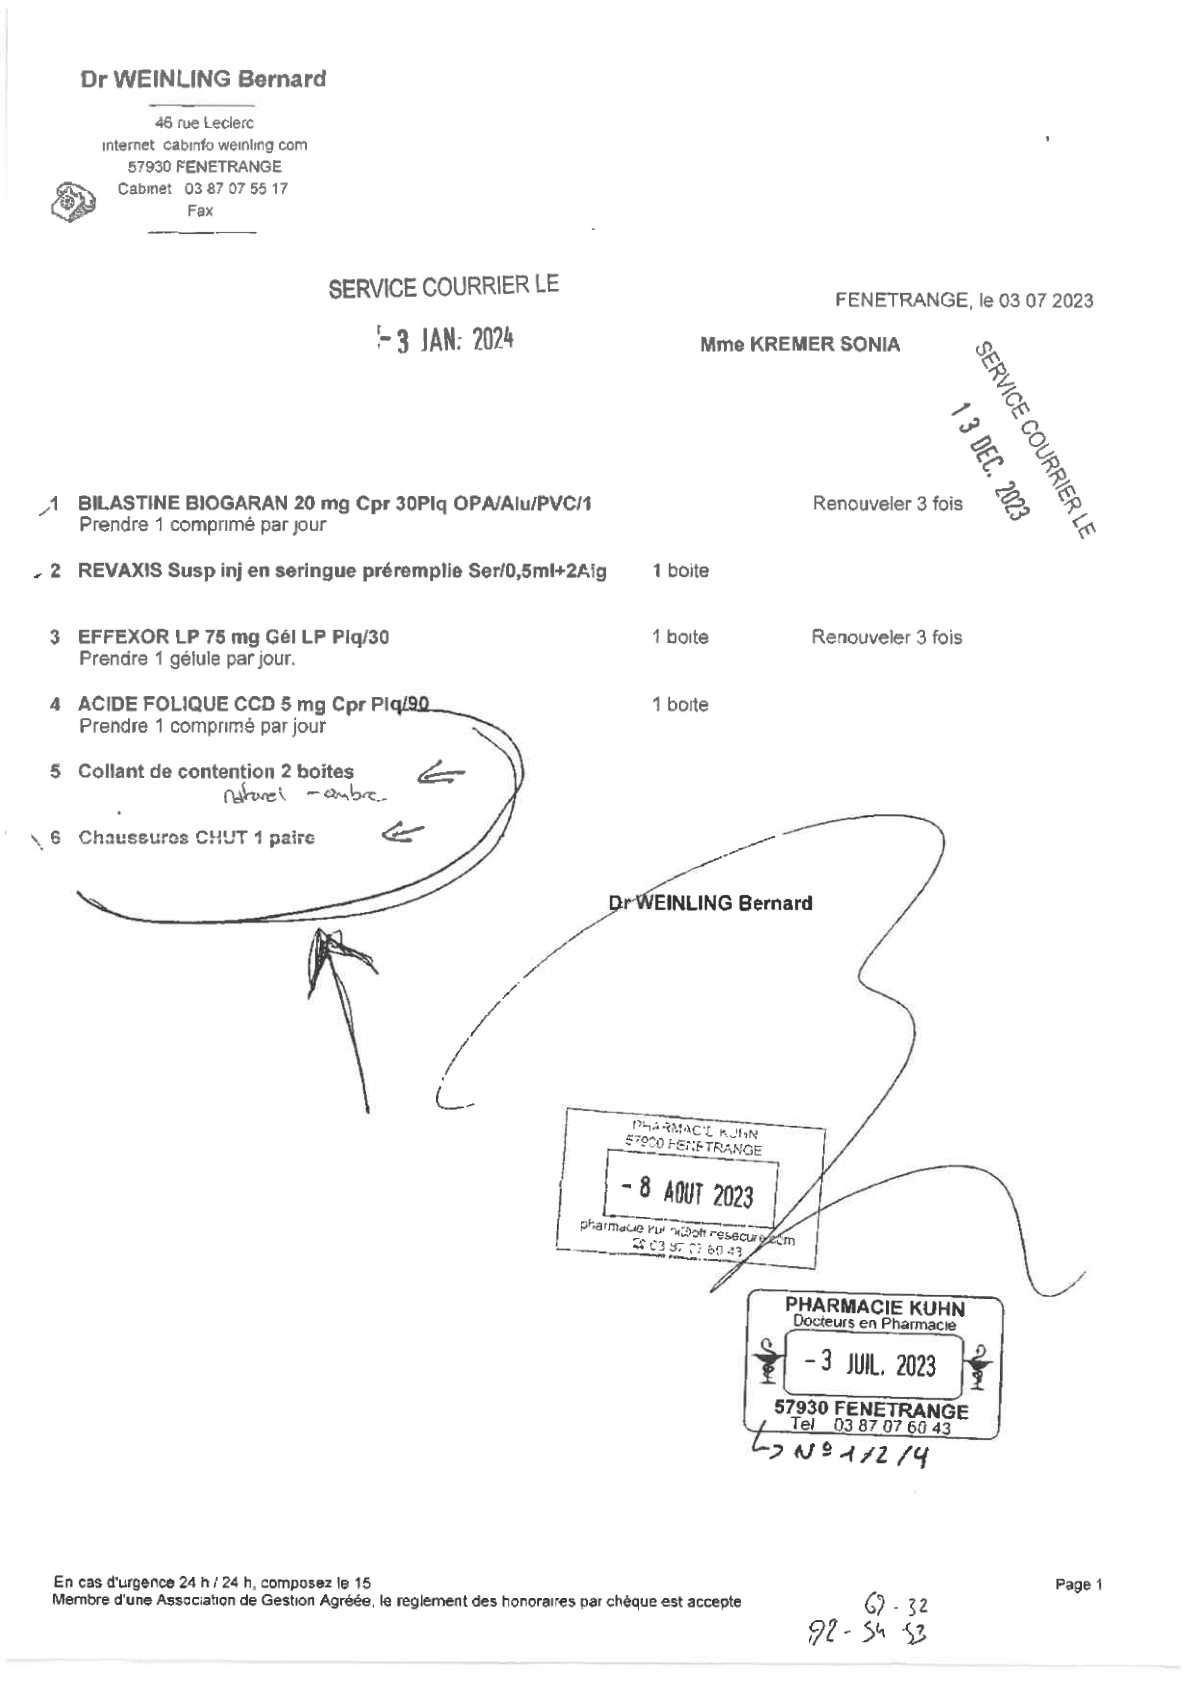 Dr WEINLING Bernard
46 rue Leclerc
internet cabinfo weinling com
57930 FENETRANGE
Cabinet 03 87 07 55 17
Fax
SERVICE COURRIER LE
- 3 JAN. 2024
FENETRANGE, le 03 07 2023
Mme KREMER SONIA
SERVICE COURRIER LE
13 DEC. 2023
1 BILASTINE BIOGARAN 20 mg Cpr 30Plq OPA/Alu/PVC/1 Renouveler 3 fois
Prendre 1 comprimé par jour
2 REVAXIS Susp inj en seringue préremplie Ser/0,5ml+2Aig 1 boite
3 EFFEXOR LP 75 mg Gél LP Plq/30 1 boite Renouveler 3 fois
Prendre 1 gélule par jour.
4 ACIDE FOLIQUE CCD 5 mg Cpr Plq/90 1 boite
Prendre 1 comprimé par jour
5 Collant de contention 2 boites
naturel - ambre
6 Chaussures CHUT 1 paire
Dr WEINLING Bernard
PHARMACIE KUHN
57930 FENETRANGE
- 8 AOUT 2023
03 87 07 60 43
PHARMACIE KUHN
Docteurs en Pharmacie
- 3 JUIL. 2023
57930 FENETRANGE
Tel 03 87 07 60 43
N° 1/2/4
En cas d'urgence 24 h / 24 h, composez le 15
Membre d'une Association de Gestion Agréée, le reglement des honoraires par chèque est accepte
Page 1
67 - 32
92 - 54 53